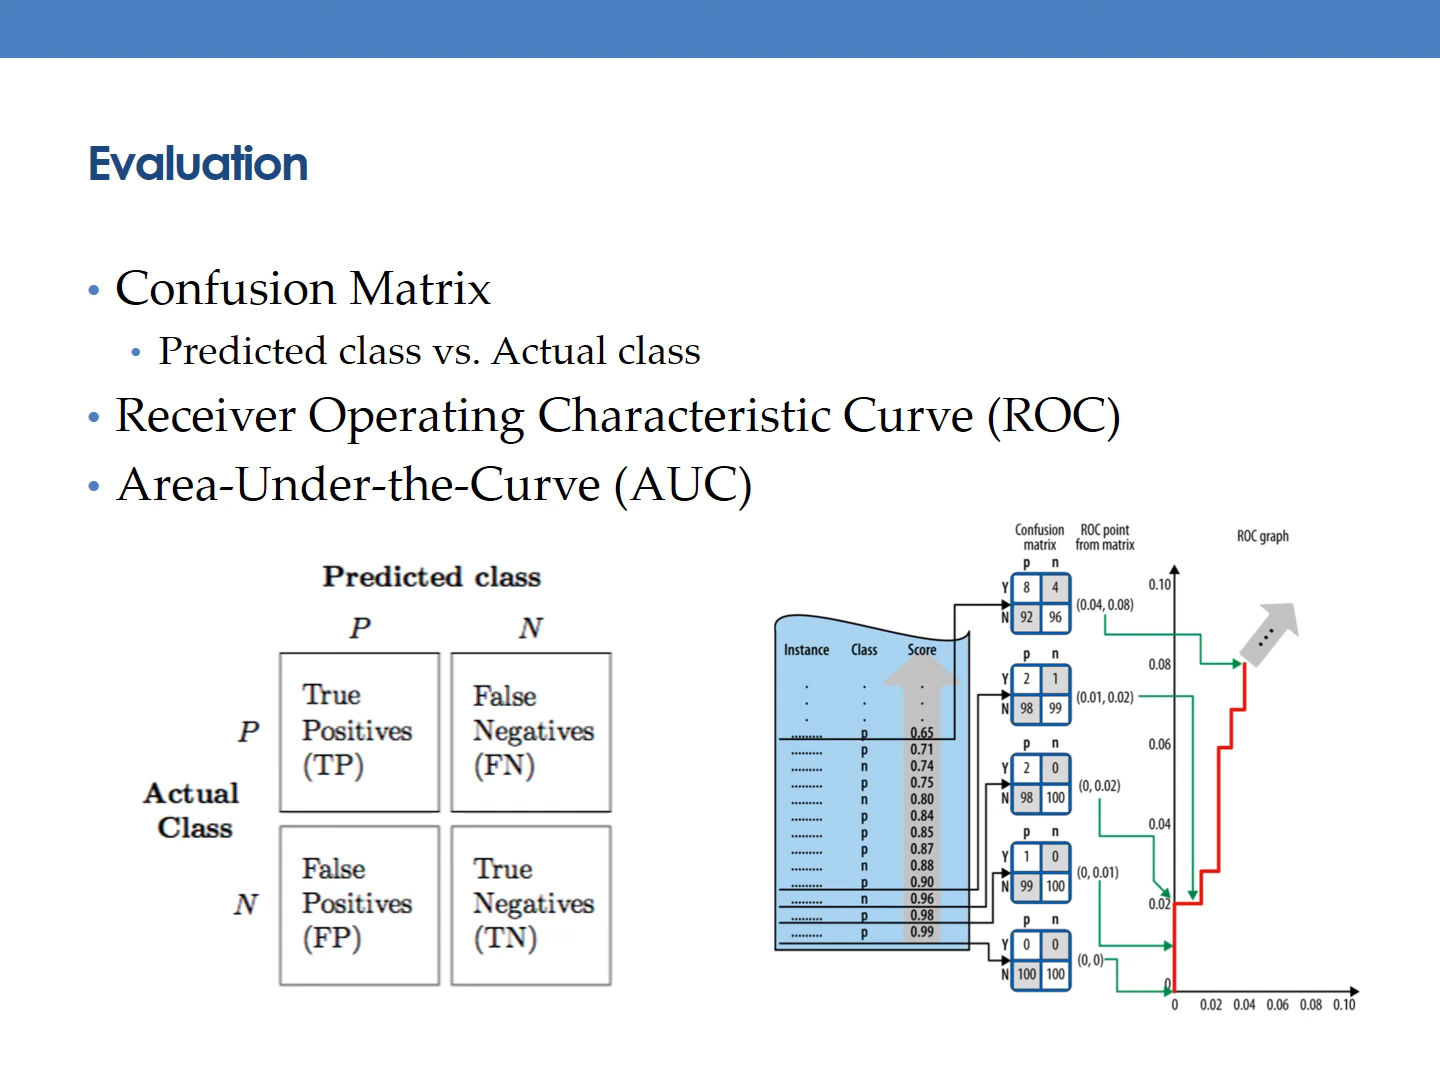 Evaluation
• Confusion Matrix
• Predicted class vs. Actual class
• Receiver Operating Characteristic Curve (ROC)
• Area-Under-the-Curve (AUC)
Predicted class
P N
P
True Positives (TP)
False Negatives (FN)
Actual Class
N
False Positives (FP)
True Negatives (TN)
Instance Class Score
. . .
. . .
. . .
......... p 0.65
......... p 0.71
......... n 0.74
......... p 0.75
......... n 0.80
......... p 0.84
......... p 0.85
......... p 0.87
......... n 0.88
......... p 0.90
......... n 0.96
......... p 0.98
......... p 0.99
Confusion matrix
ROC point from matrix
p n
Y 8 4
N 92 96
(0.04, 0.08)
p n
Y 2 1
N 98 99
(0.01, 0.02)
p n
Y 2 0
N 98 100
(0, 0.02)
p n
Y 1 0
N 99 100
(0, 0.01)
p n
Y 0 0
N 100 100
(0, 0)
ROC graph
...
0.10
0.08
0.06
0.04
0.02
0
0 0.02 0.04 0.06 0.08 0.10